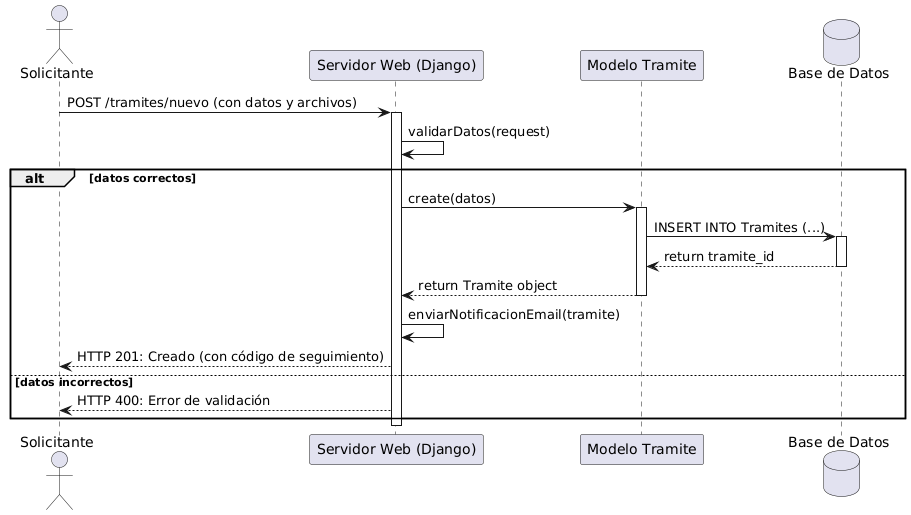 Solicitante
Servidor Web (Django)
Modelo Tramite
Base de Datos
POST /tramites/nuevo (con datos y archivos)
validarDatos(request)
alt
[datos correctos]
create(datos)
INSERT INTO Tramites (...)
return tramite_id
return Tramite object
enviarNotificacionEmail(tramite)
HTTP 201: Creado (con código de seguimiento)
[datos incorrectos]
HTTP 400: Error de validación
Solicitante
Servidor Web (Django)
Modelo Tramite
Base de Datos